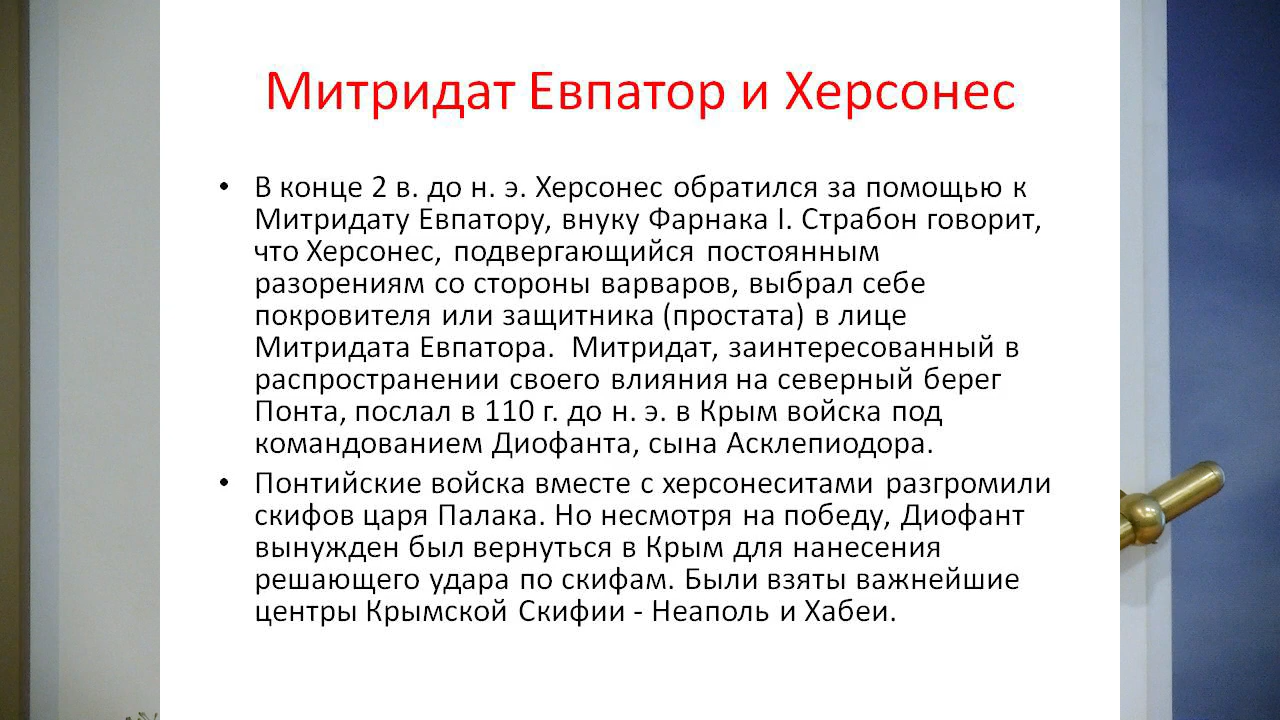 Митридат Евпатор и Херсонес
• В конце 2 в. до н. э. Херсонес обратился за помощью к
Митридату Евпатору, внуку Фарнака I. Страбон говорит,
что Херсонес, подвергающийся постоянным
разорениям со стороны варваров, выбрал себе
покровителя или защитника (простата) в лице
Митридата Евпатора.  Митридат, заинтересованный в
распространении своего влияния на северный берег
Понта, послал в 110 г. до н. э. в Крым войска под
командованием Диофанта, сына Асклепиодора.
• Понтийские войска вместе с херсонеситами разгромили
скифов царя Палака. Но несмотря на победу, Диофант
вынужден был вернуться в Крым для нанесения
решающего удара по скифам. Были взяты важнейшие
центры Крымской Скифии - Неаполь и Хабеи.